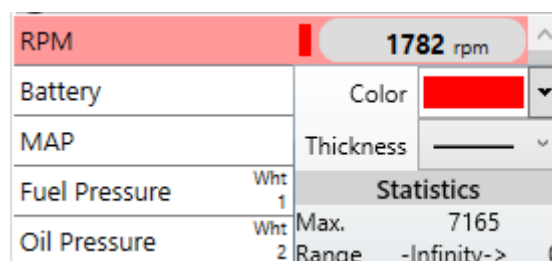 RPM 1782 rpm
Battery Color
MAP Thickness
Fuel Pressure Wht 1 Statistics
Max. 7165
Oil Pressure Wht 2 Range -Infinity->